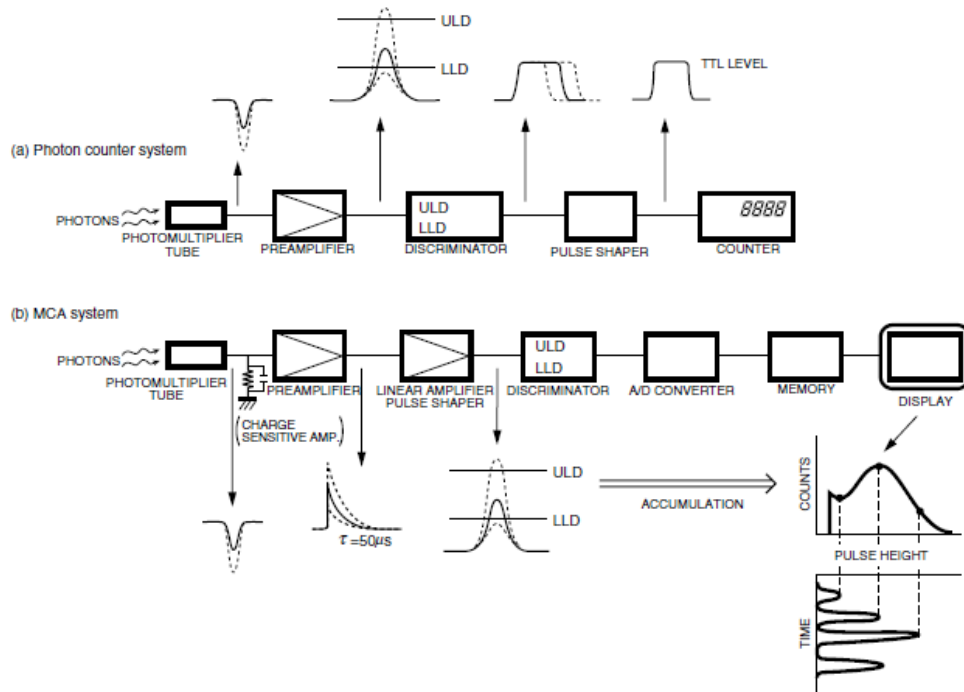 ULD
LLD
TTL LEVEL
(a) Photon counter system
PHOTONS
PHOTOMULTIPLIER
TUBE
PREAMPLIFIER
ULD
LLD
DISCRIMINATOR
PULSE SHAPER
8888
COUNTER
(b) MCA system
PHOTONS
PHOTOMULTIPLIER
TUBE
PREAMPLIFIER
(CHARGE
SENSITIVE AMP.)
LINEAR AMPLIFIER
PULSE SHAPER
ULD
LLD
DISCRIMINATOR
A/D CONVERTER
MEMORY
DISPLAY
τ =50µs
ULD
LLD
ACCUMULATION
COUNTS
PULSE HEIGHT
TIME